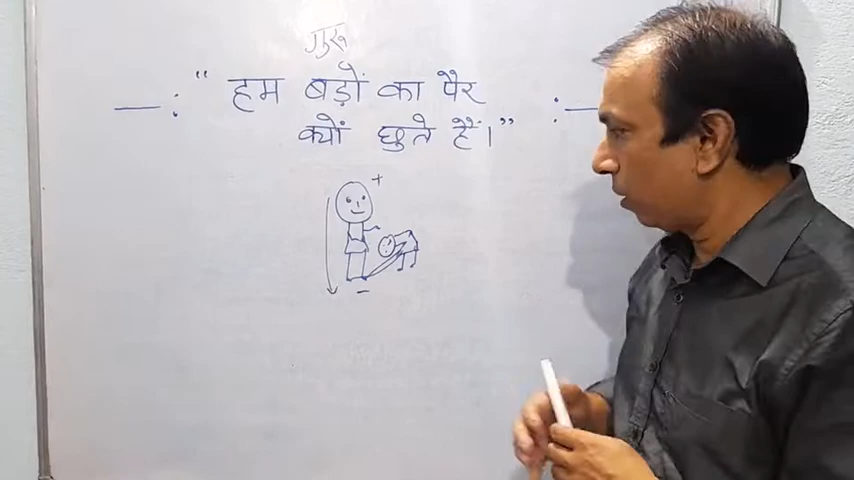 गुरू
—: " हम बड़ों का पैर :—
क्यों छुते हैं।"
+
-